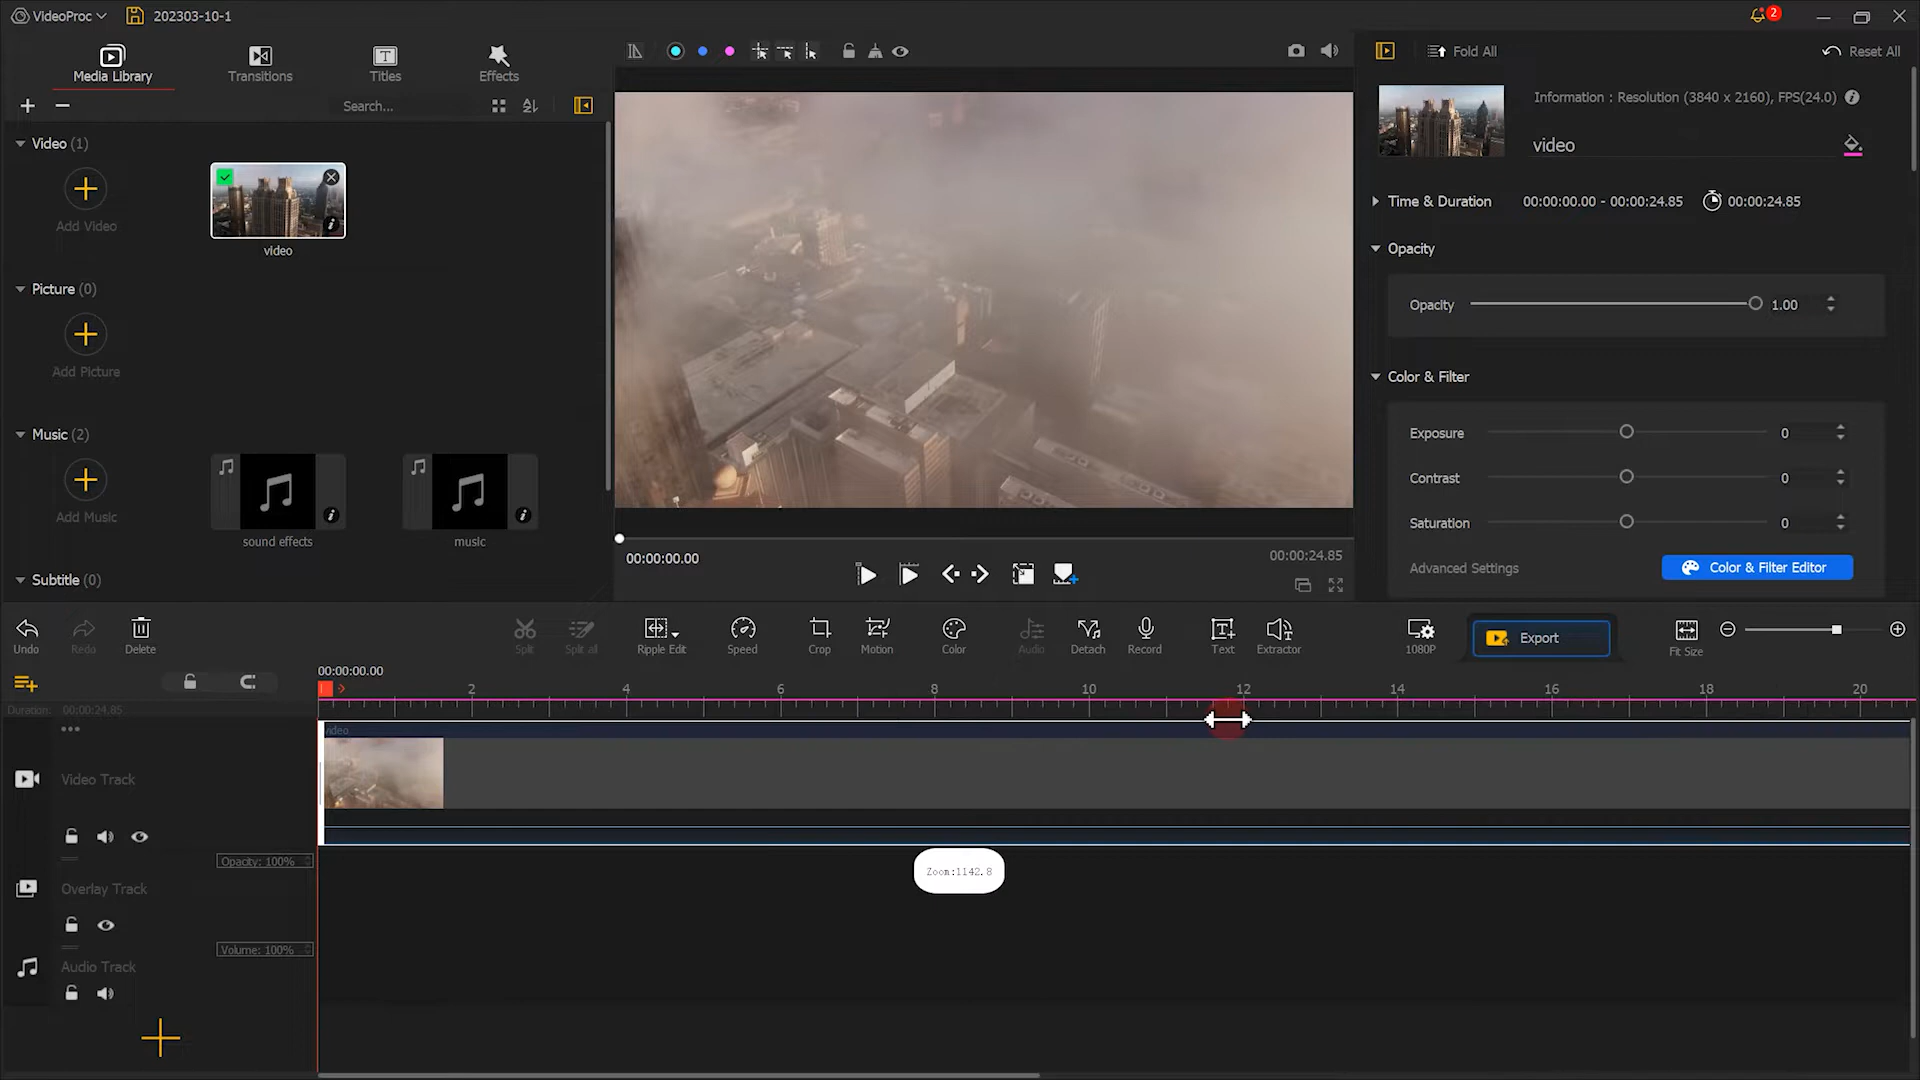 VideoProc
202303-10-1
2
Media Library
Transitions
Titles
Effects
Fold All
Reset All
Search...
Information : Resolution (3840 x 2160), FPS(24.0)
video
Video (1)
Add Video
video
Time & Duration
00:00:00.00 - 00:00:24.85
00:00:24.85
Opacity
Picture (0)
Opacity
1.00
Add Picture
Color & Filter
Music (2)
Exposure
0
Contrast
0
Add Music
sound effects
music
Saturation
0
00:00:00.00
00:00:24.85
Advanced Settings
Color & Filter Editor
Subtitle (0)
Undo
Redo
Delete
Split
Split all
Ripple Edit
Speed
Crop
Motion
Color
Audio
Detach
Record
Text
Extractor
1080P
Export
Fit Size
00:00:00.00
2
4
6
8
10
12
14
16
18
20
Duration: 00:00:24.85
video
Video Track
Opacity: 100%
Zoom:1142.8
Overlay Track
Volume: 100%
Audio Track